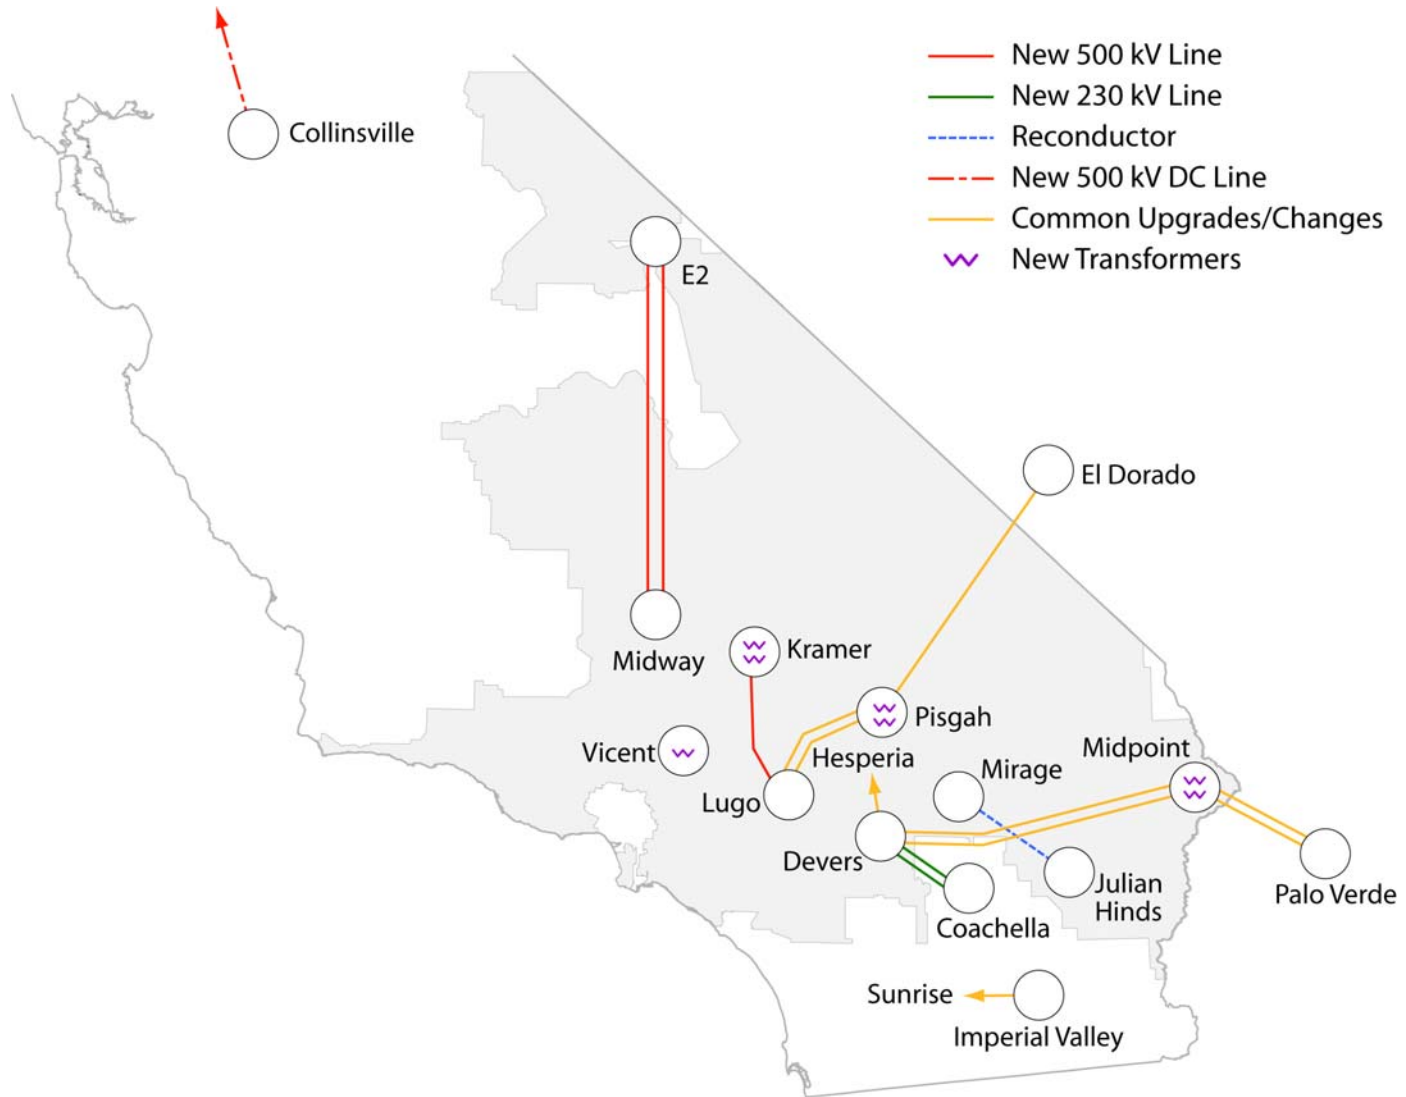 New 500 kV Line
New 230 kV Line
Reconductor
New 500 kV DC Line
Common Upgrades/Changes
New Transformers
Collinsville
E2
El Dorado
Midway
Kramer
Pisgah
Vicent
Hesperia
Mirage
Midpoint
Lugo
Devers
Julian
Hinds
Palo Verde
Coachella
Sunrise
Imperial Valley